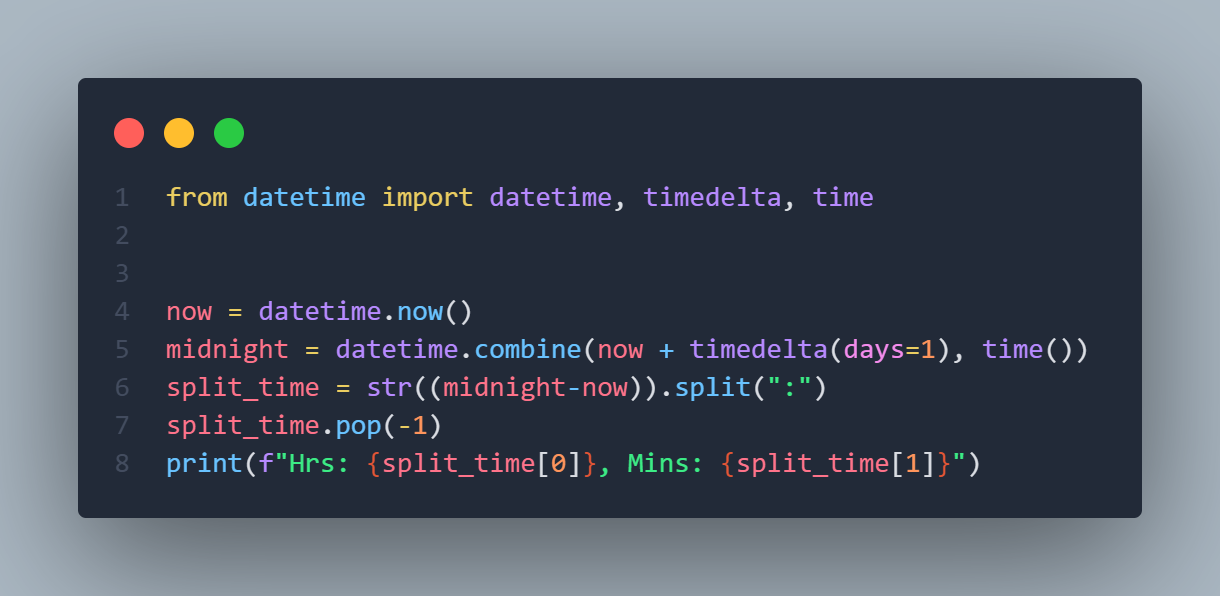 1 from datetime import datetime, timedelta, time
2
3
4 now = datetime.now()
5 midnight = datetime.combine(now + timedelta(days=1), time())
6 split_time = str((midnight-now)).split(":")
7 split_time.pop(-1)
8 print(f"Hrs: {split_time[0]}, Mins: {split_time[1]}")